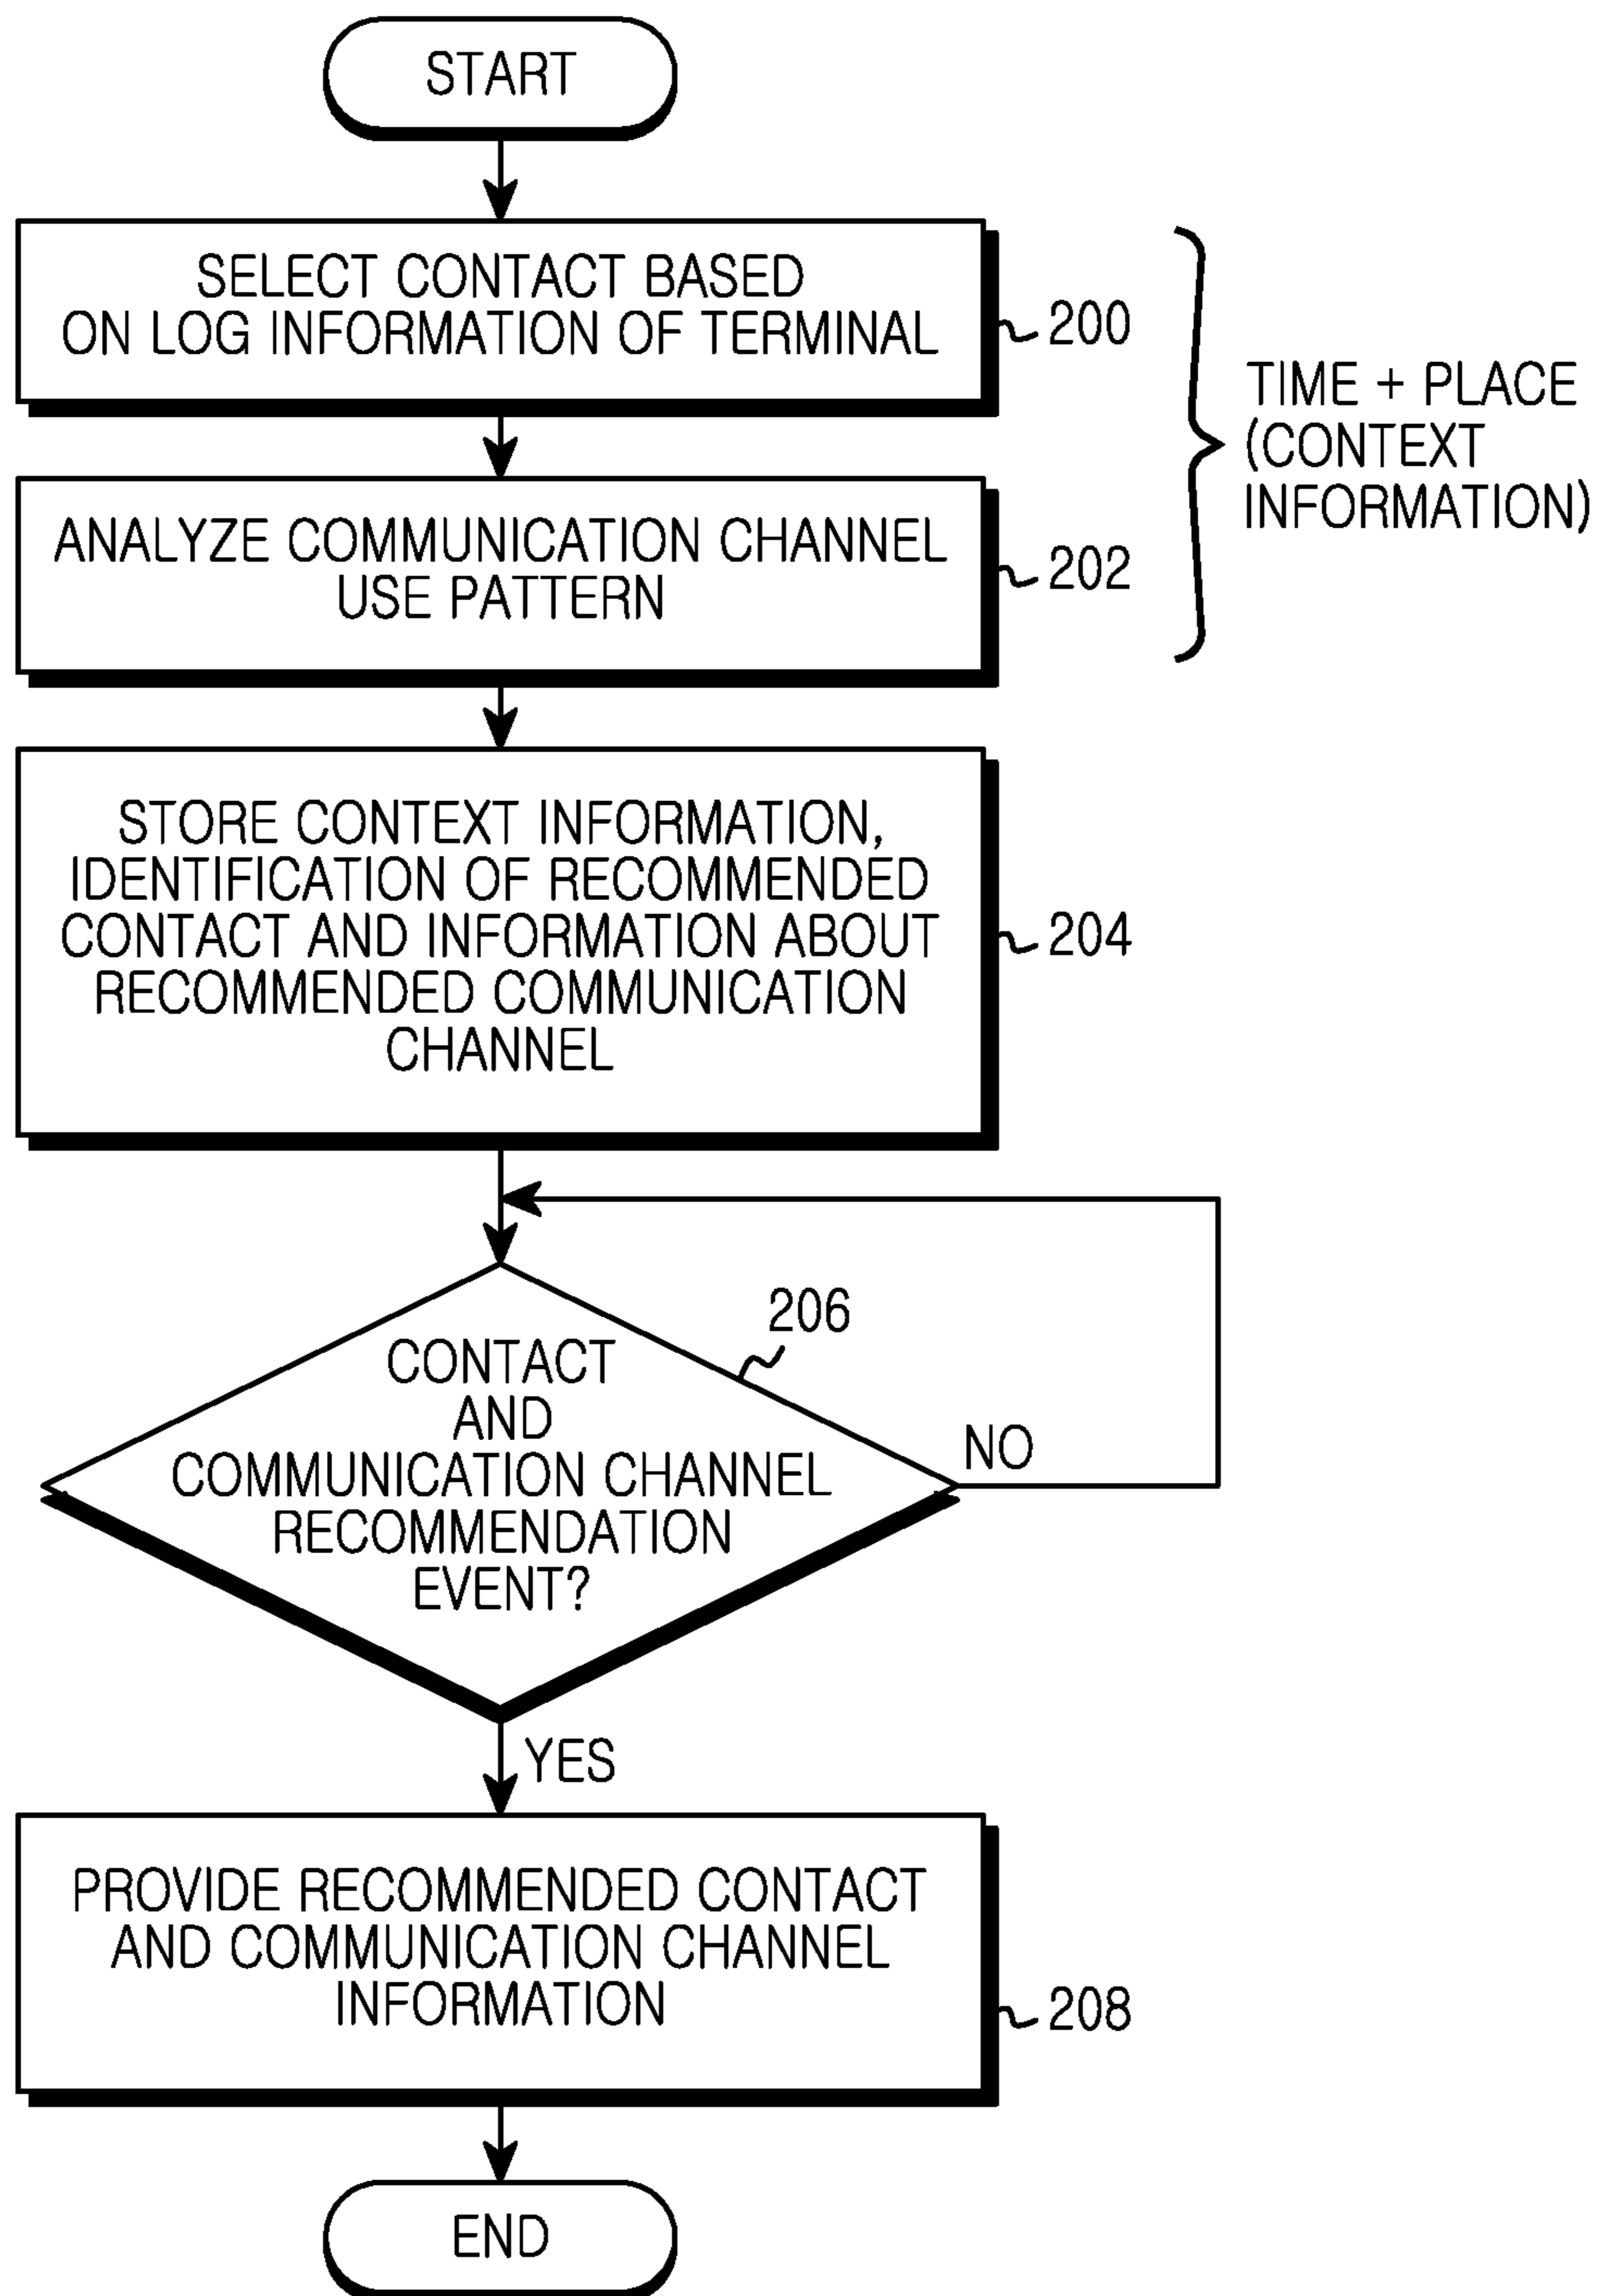 START
SELECT CONTACT BASED
ON LOG INFORMATION OF TERMINAL
200
TIME + PLACE
(CONTEXT
INFORMATION)
ANALYZE COMMUNICATION CHANNEL
USE PATTERN
202
STORE CONTEXT INFORMATION,
IDENTIFICATION OF RECOMMENDED
CONTACT AND INFORMATION ABOUT
RECOMMENDED COMMUNICATION
CHANNEL
204
206
CONTACT
AND
COMMUNICATION CHANNEL
RECOMMENDATION
EVENT?
NO
YES
PROVIDE RECOMMENDED CONTACT
AND COMMUNICATION CHANNEL
INFORMATION
208
END